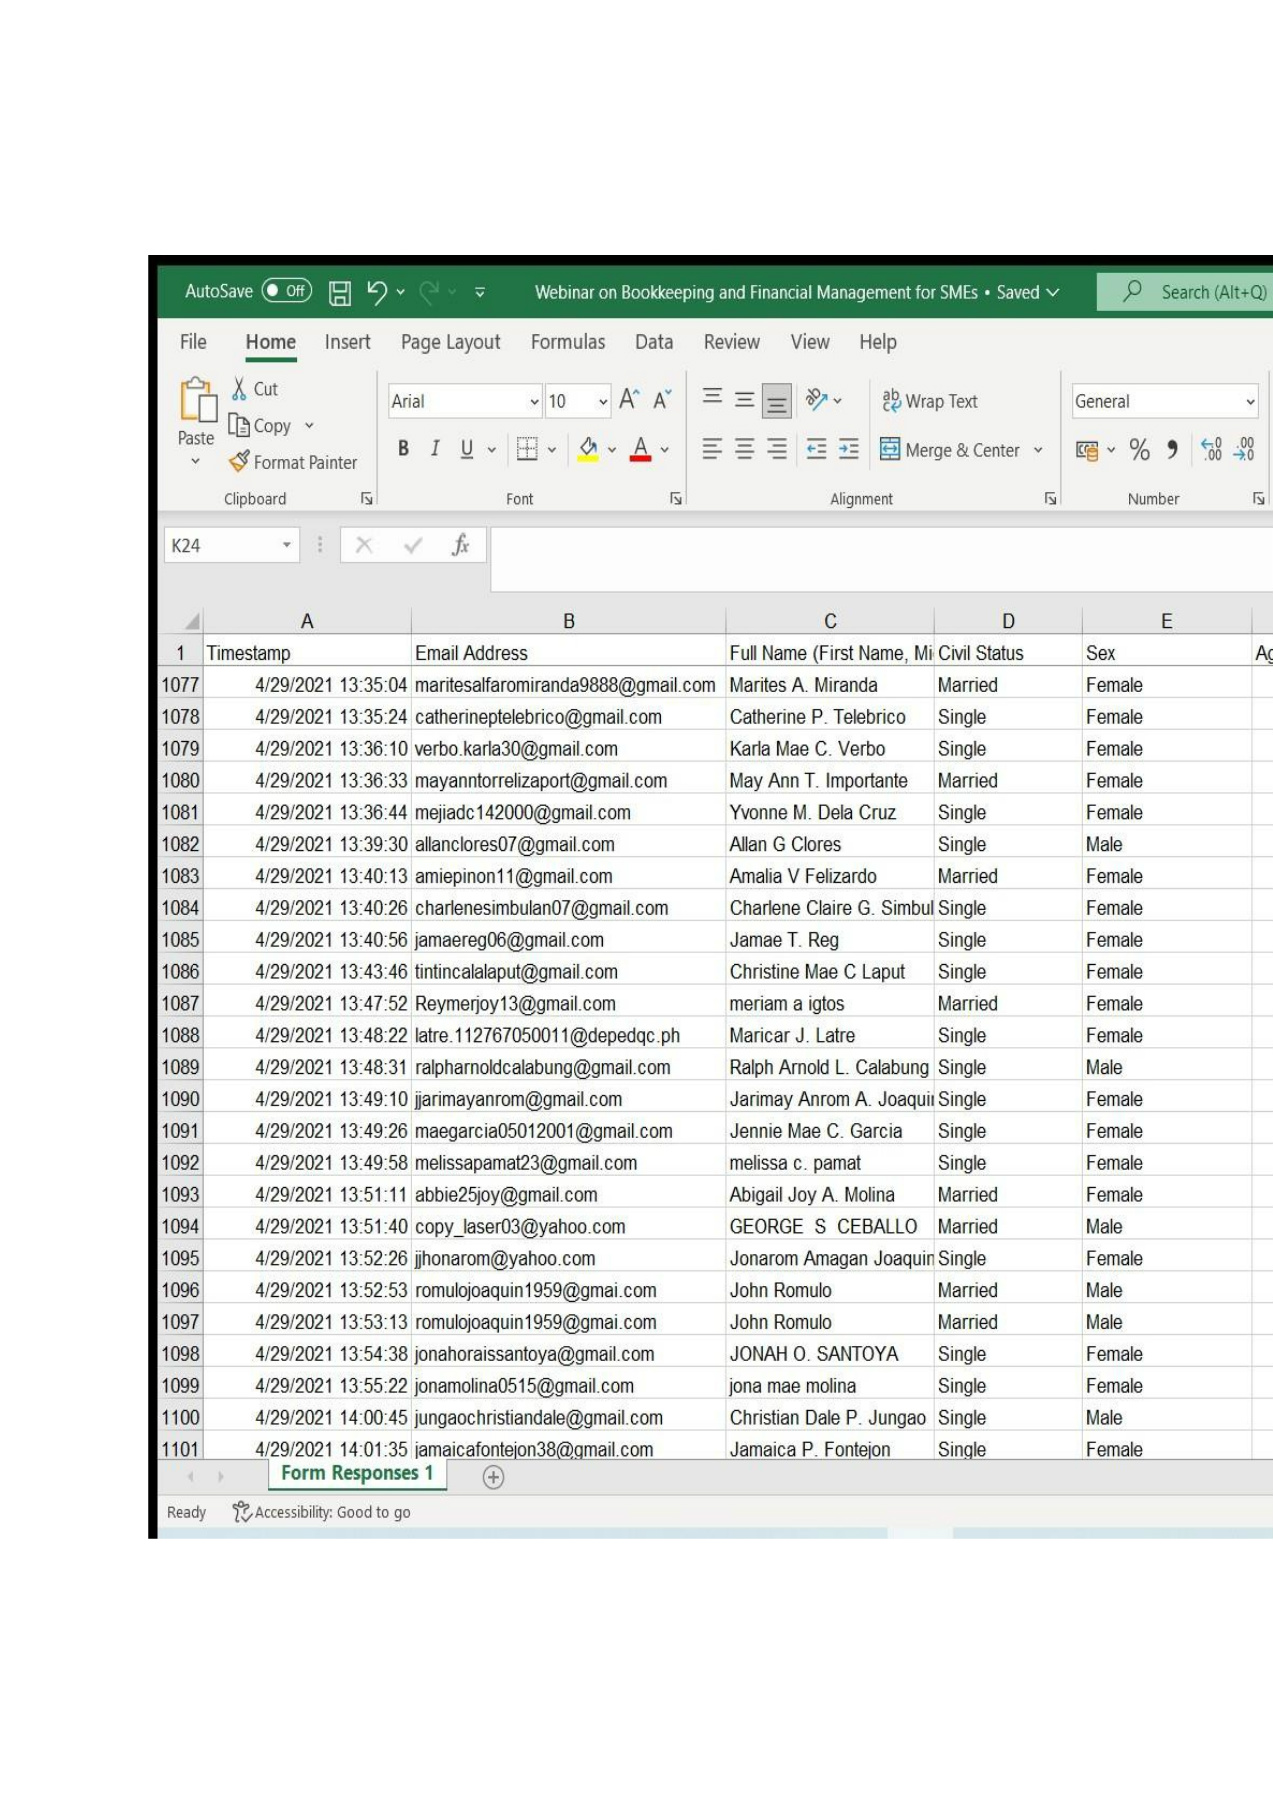 AutoSave Off Webinar on Bookkeeping and Financial Management for SMEs • Saved Search (Alt+Q)
File Home Insert Page Layout Formulas Data Review View Help
Cut
Copy
Format Painter
Paste
Arial 10
B I U
Wrap Text
Merge & Center
General
Clipboard Font Alignment Number
K24 fx
A B C D E
1 Timestamp Email Address Full Name (First Name, Mi Civil Status Sex Ag
1077 4/29/2021 13:35:04 maritesalfaromiranda9888@gmail.com Marites A. Miranda Married Female
1078 4/29/2021 13:35:24 catherineptelebrico@gmail.com Catherine P. Telebrico Single Female
1079 4/29/2021 13:36:10 verbo.karla30@gmail.com Karla Mae C. Verbo Single Female
1080 4/29/2021 13:36:33 mayanntorrelizaport@gmail.com May Ann T. Importante Married Female
1081 4/29/2021 13:36:44 mejiadc142000@gmail.com Yvonne M. Dela Cruz Single Female
1082 4/29/2021 13:39:30 allanclores07@gmail.com Allan G Clores Single Male
1083 4/29/2021 13:40:13 amiepinon11@gmail.com Amalia V Felizardo Married Female
1084 4/29/2021 13:40:26 charlenesimbulan07@gmail.com Charlene Claire G. Simbul Single Female
1085 4/29/2021 13:40:56 jamaereg06@gmail.com Jamae T. Reg Single Female
1086 4/29/2021 13:43:46 tintincalalaput@gmail.com Christine Mae C Laput Single Female
1087 4/29/2021 13:47:52 Reymerjoy13@gmail.com meriam a igtos Married Female
1088 4/29/2021 13:48:22 latre.112767050011@depedqc.ph Maricar J. Latre Single Female
1089 4/29/2021 13:48:31 ralpharnoldcalabung@gmail.com Ralph Arnold L. Calabung Single Male
1090 4/29/2021 13:49:10 jjarimayanrom@gmail.com Jarimay Anrom A. Joaqui Single Female
1091 4/29/2021 13:49:26 maegarcia05012001@gmail.com Jennie Mae C. Garcia Single Female
1092 4/29/2021 13:49:58 melissapamat23@gmail.com melissa c. pamat Single Female
1093 4/29/2021 13:51:11 abbie25joy@gmail.com Abigail Joy A. Molina Married Female
1094 4/29/2021 13:51:40 copy_laser03@yahoo.com GEORGE S CEBALLO Married Male
1095 4/29/2021 13:52:26 jjhonarom@yahoo.com Jonarom Amagan Joaquin Single Female
1096 4/29/2021 13:52:53 romulojoaquin1959@gmai.com John Romulo Married Male
1097 4/29/2021 13:53:13 romulojoaquin1959@gmai.com John Romulo Married Male
1098 4/29/2021 13:54:38 jonahoraissantoya@gmail.com JONAH O. SANTOYA Single Female
1099 4/29/2021 13:55:22 jonamolina0515@gmail.com jona mae molina Single Female
1100 4/29/2021 14:00:45 jungaochristiandale@gmail.com Christian Dale P. Jungao Single Male
1101 4/29/2021 14:01:35 jamaicafontejon38@gmail.com Jamaica P. Fontejon Single Female
Form Responses 1
Ready Accessibility: Good to go